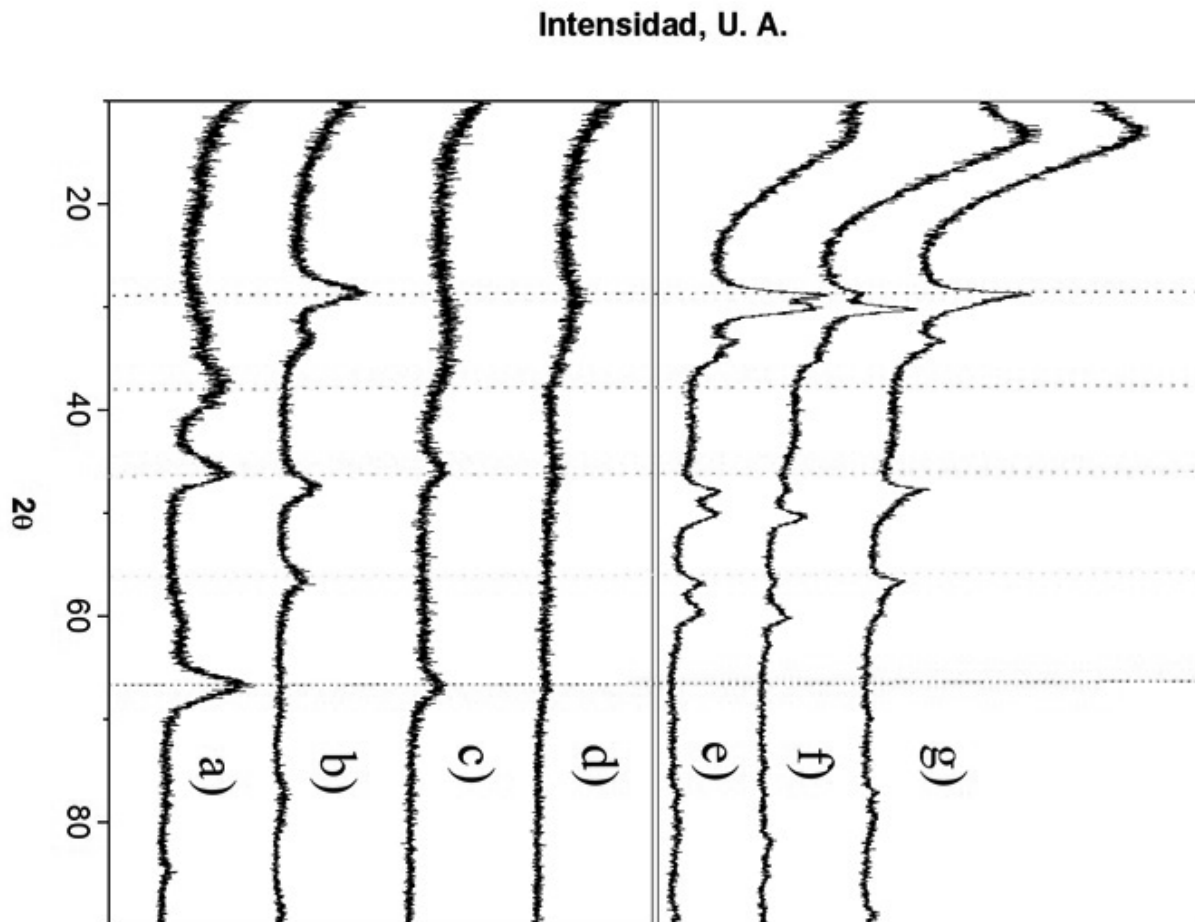 Intensidad, U. A.
20
40
60
80
2θ
a)
b)
c)
d)
e)
f)
g)